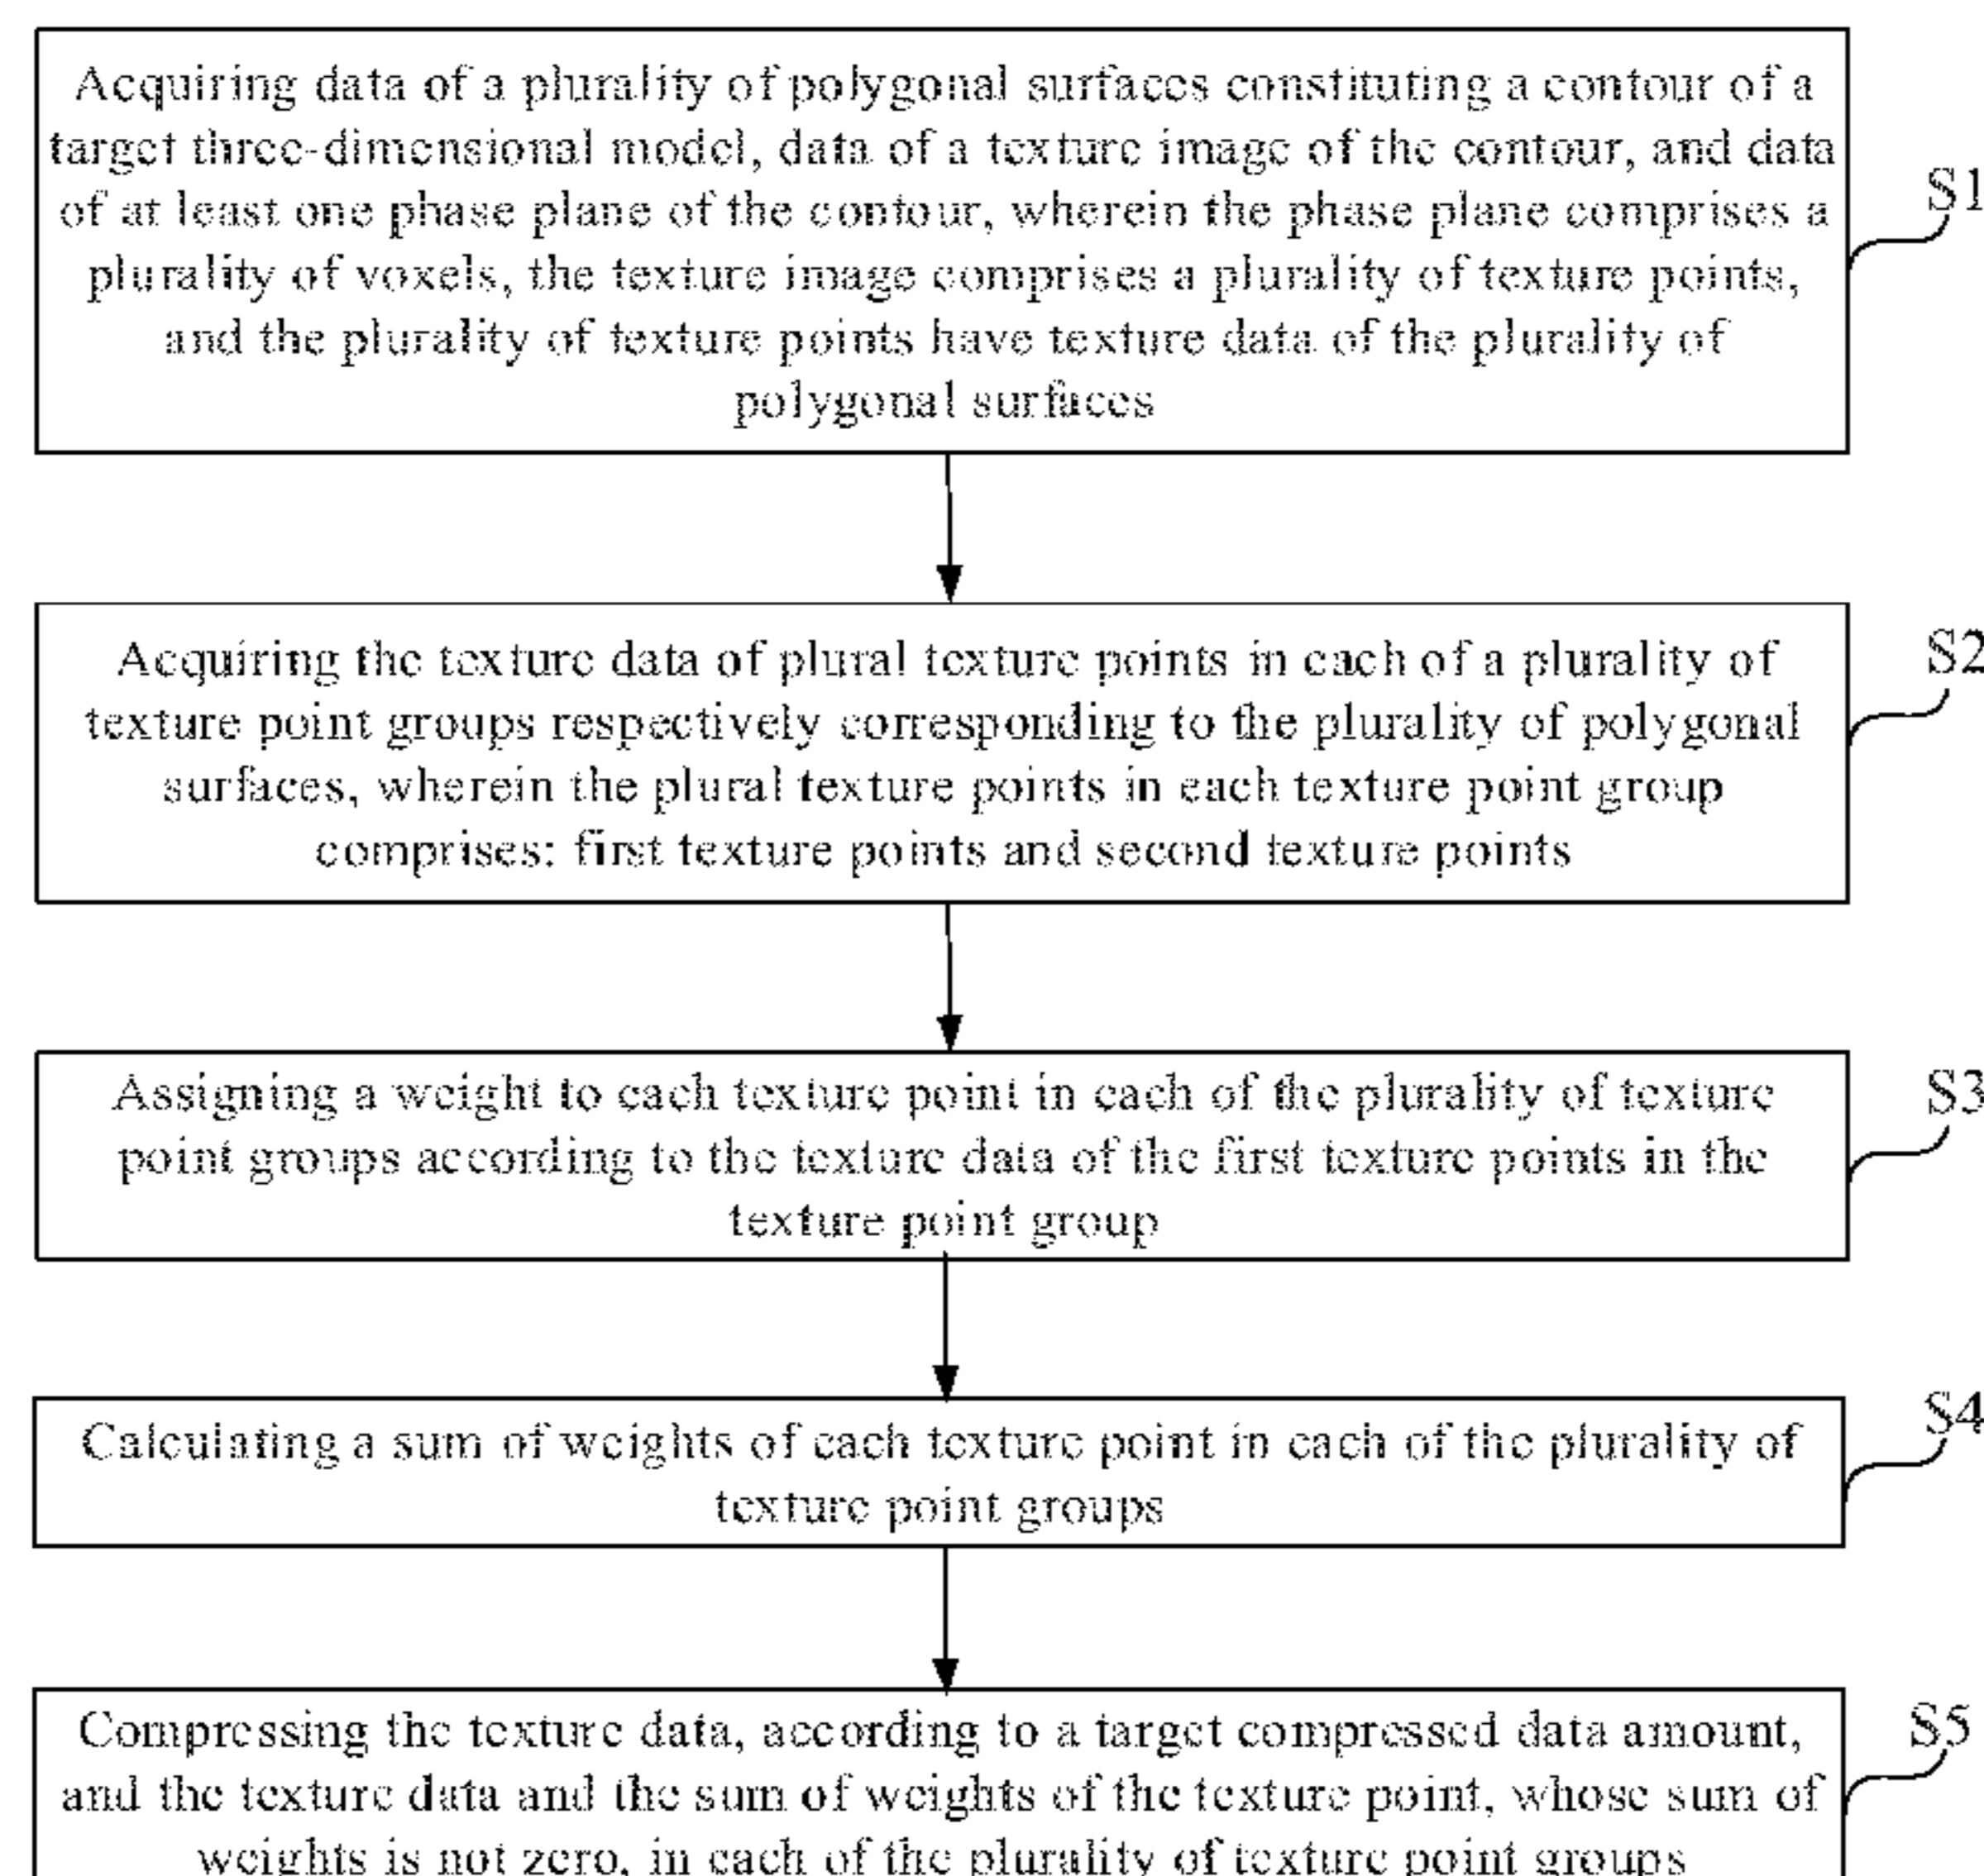 Acquiring data of a plurality of polygonal surfaces constituting a contour of a
target three-dimensional model, data of a texture image of the contour, and data
of at least one phase plane of the contour, wherein the phase plane comprises a
plurality of voxels, the texture image comprises a plurality of texture points,
and the plurality of texture points have texture data of the plurality of
polygonal surfaces
S1
Acquiring the texture data of plural texture points in each of a plurality of
texture point groups respectively corresponding to the plurality of polygonal
surfaces, wherein the plural texture points in each texture point group
comprises: first texture points and second texture points
S2
Assigning a weight to each texture point in each of the plurality of texture
point groups according to the texture data of the first texture points in the
texture point group
S3
Calculating a sum of weights of each texture point in each of the plurality of
texture point groups
S4
Compressing the texture data, according to a target compressed data amount,
and the texture data and the sum of weights of the texture point, whose sum of
weights is not zero, in each of the plurality of texture point groups
S5